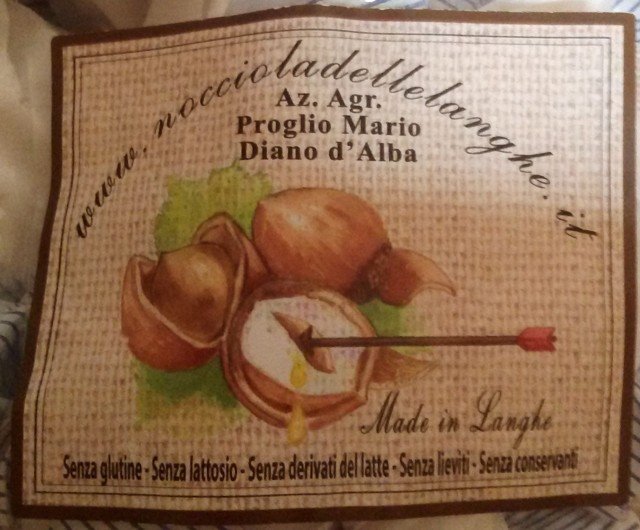 www.noccioladellelanghe.it
Az. Agr.
Proglio Mario
Diano d'Alba
Made in Langhe
Senza glutine - Senza lattosio - Senza derivati del latte - Senza lieviti - Senza conservanti